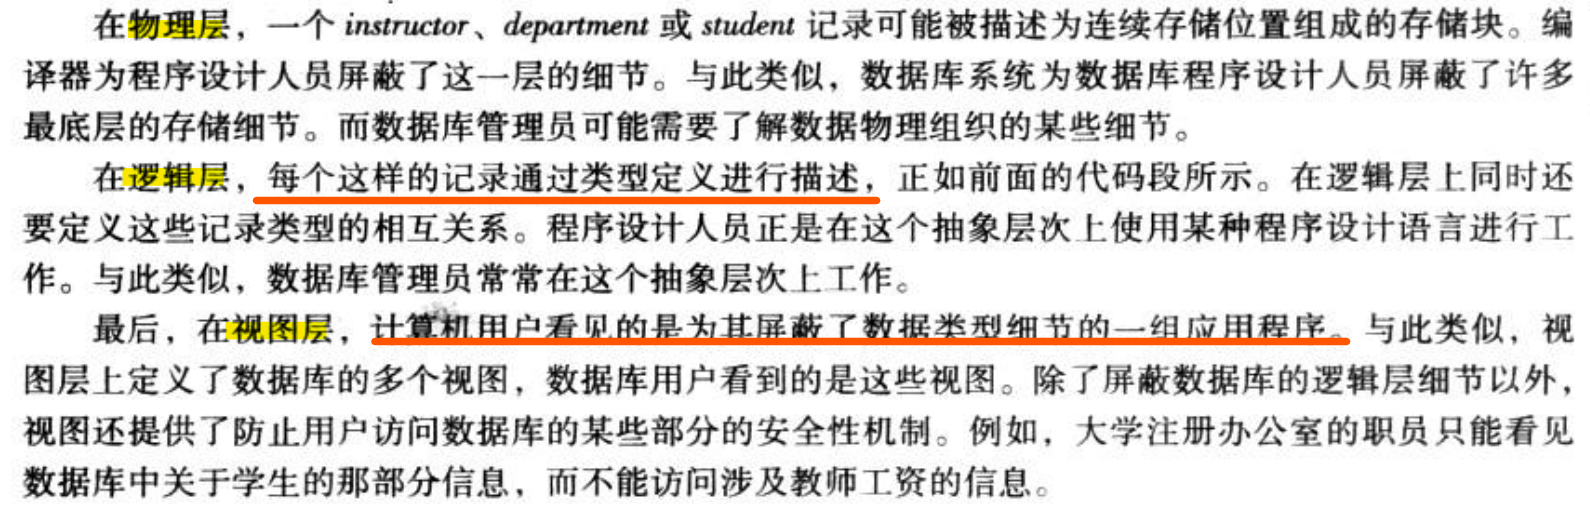 在物理层，一个 instructor、department 或 student 记录可能被描述为连续存储位置组成的存储块。编
译器为程序设计人员屏蔽了这一层的细节。与此类似，数据库系统为数据库程序设计人员屏蔽了许多
最底层的存储细节。而数据库管理员可能需要了解数据物理组织的某些细节。
在逻辑层，每个这样的记录通过类型定义进行描述，正如前面的代码段所示。在逻辑层上同时还
要定义这些记录类型的相互关系。程序设计人员正是在这个抽象层次上使用某种程序设计语言进行工
作。与此类似，数据库管理员常常在这个抽象层次上工作。
最后，在视图层，计算机用户看见的是为其屏蔽了数据类型细节的一组应用程序。与此类似，视
图层上定义了数据库的多个视图，数据库用户看到的是这些视图。除了屏蔽数据库的逻辑层细节以外，
视图还提供了防止用户访问数据库的某些部分的安全性机制。例如，大学注册办公室的职员只能看见
数据库中关于学生的那部分信息，而不能访问涉及教师工资的信息。